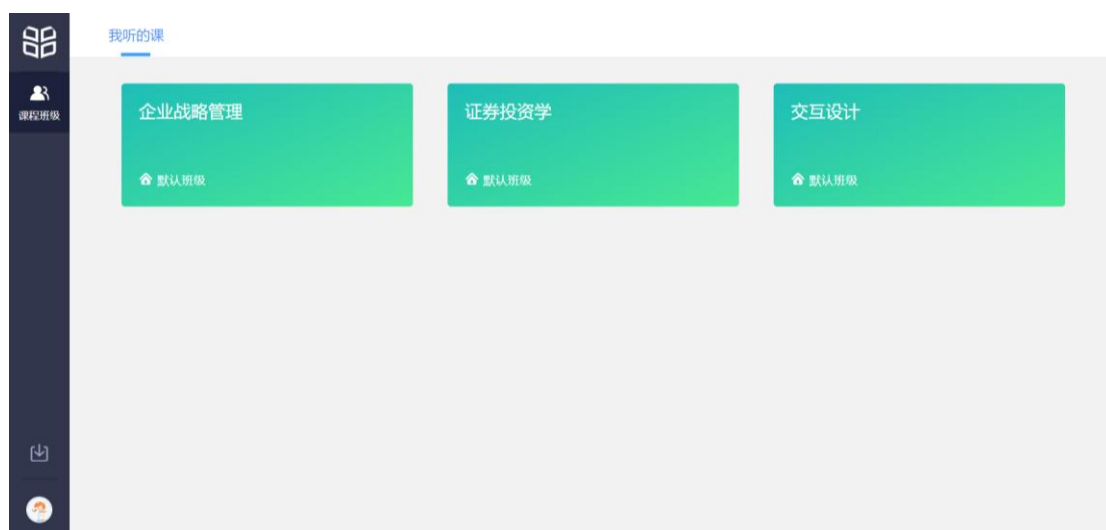 我听的课
课程班级
企业战略管理
默认班级
证券投资学
默认班级
交互设计
默认班级